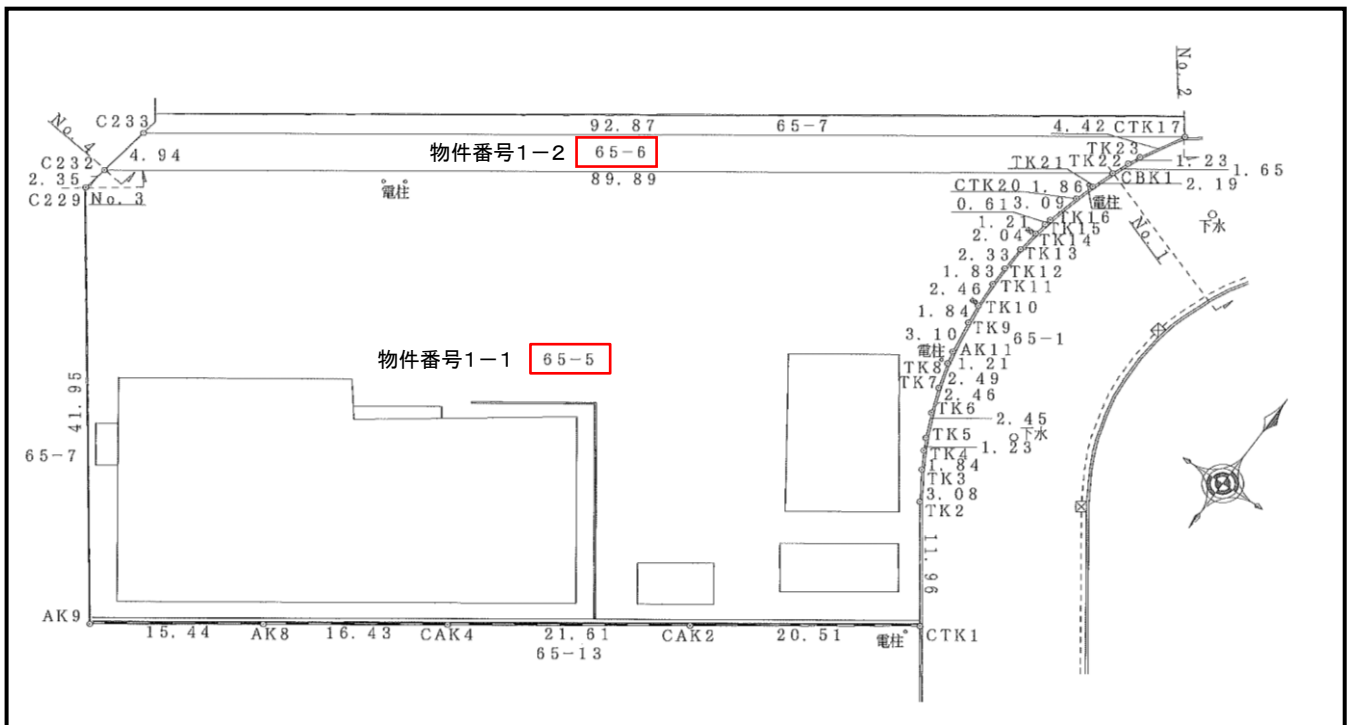 No. 2
C233
92.87
65-7
4.42
CTK17
No. 4
4.94
物件番号1-2
65-6
TK23
C232
TK21
TK22
1.23
1.65
2.35
89.89
CBK1
2.19
C229
No. 3
電柱
CTK20
1.86
電柱
0.61
3.09
TK16
下水
1.21
TK15
No. 1
2.04
TK14
2.33
TK13
1.83
TK12
2.46
TK11
1.84
TK10
3.10
TK9
65-1
物件番号1-1
65-5
電柱
AK11
TK8
1.21
TK7
2.49
2.46
41.95
TK6
2.45
TK5
下水
65-7
TK4
1.23
1.84
TK3
3.08
TK2
11.96
AK9
15.44
AK8
16.43
CAK4
21.61
CAK2
20.51
電柱
CTK1
65-13